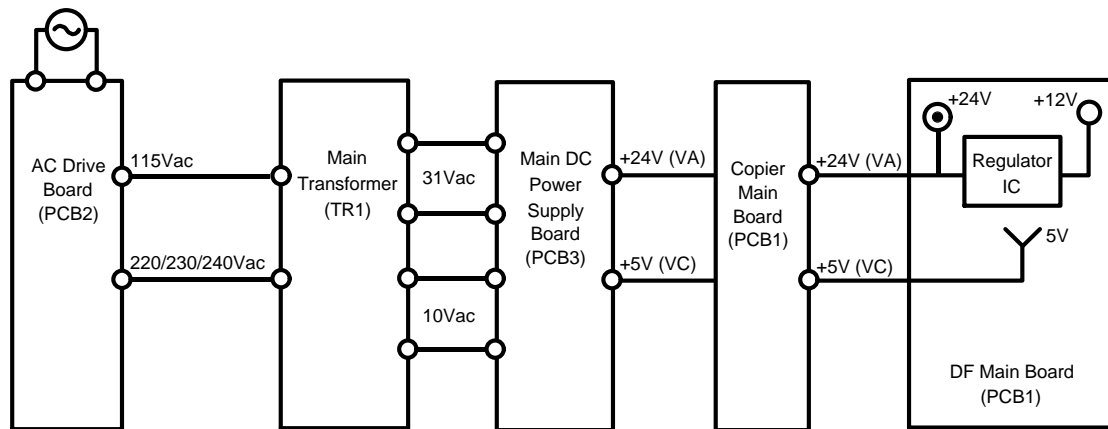 AC Drive
Board
(PCB2)
115Vac
220/230/240Vac
Main
Transformer
(TR1)
31Vac
10Vac
Main DC
Power
Supply
Board
(PCB3)
+24V (VA)
+5V (VC)
Copier
Main
Board
(PCB1)
+24V (VA)
+5V (VC)
+24V
+12V
Regulator
IC
5V
DF Main Board
(PCB1)